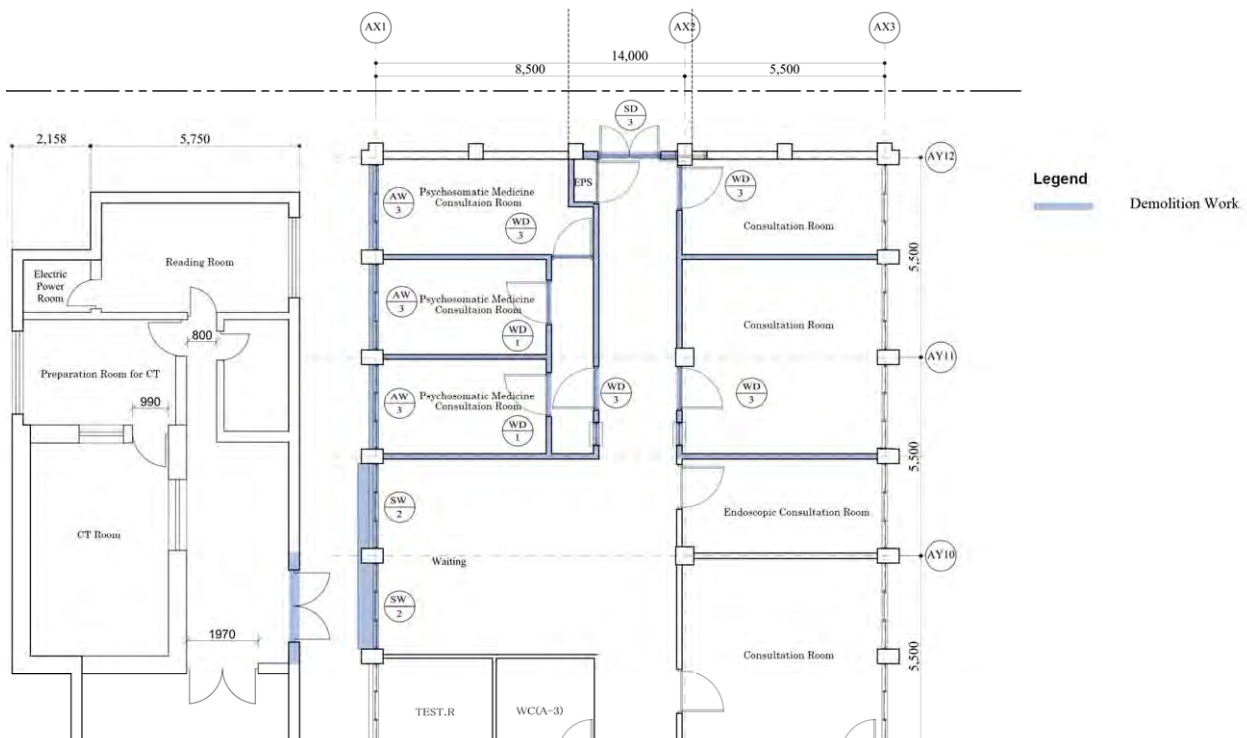 AX1
AX2
AX3
14,000
8,500
5,500
SD
3
2,158
5,750
AY12
Legend
Demolition Work
EPS
AW
3
Psychosomatic Medicine
Consultaion Room
WD
3
WD
3
Consultation Room
5,500
Reading Room
Electric
Power
Room
AW
3
Psychosomatic Medicine
Consultaion Room
WD
1
Consultation Room
800
AY11
Preparation Room for CT
990
AW
3
Psychosomatic Medicine
Consultaion Room
WD
1
WD
3
WD
3
5,500
SW
2
Endoscopic Consultation Room
CT Room
Waiting
AY10
SW
2
1970
Consultation Room
5,500
TEST.R
WC(A-3)